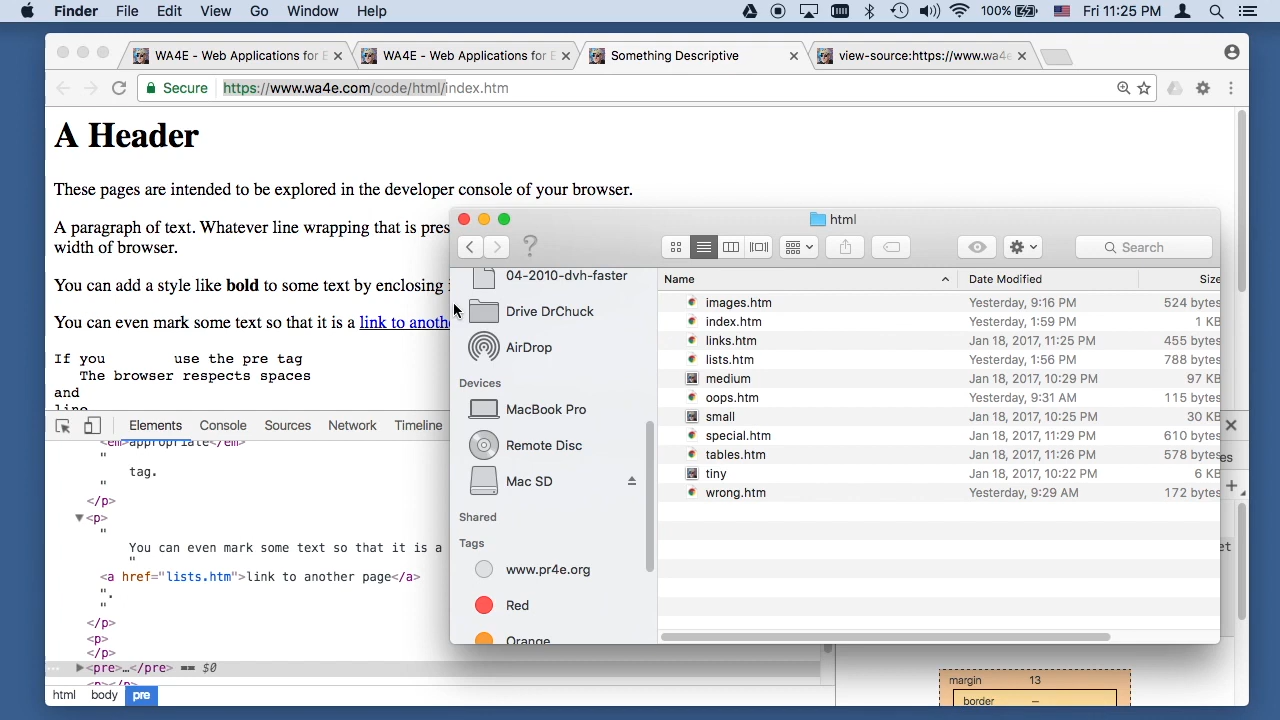 Finder File Edit View Go Window Help 100% Fri 11:25 PM
WA4E - Web Applications for E
WA4E - Web Applications for E
Something Descriptive
view-source:https://www.wa4e
Secure https://www.wa4e.com/code/html/index.htm
A Header
These pages are intended to be explored in the developer console of your browser.
A paragraph of text. Whatever line wrapping that is pres
width of browser.
You can add a style like bold to some text by enclosing
You can even mark some text so that it is a link to anoth
If you       use the pre tag
The browser respects spaces
and
line
html
Search
04-2010-dvh-faster
Drive DrChuck
AirDrop
Devices
MacBook Pro
Remote Disc
Mac SD
Shared
Tags
www.pr4e.org
Red
Orange
Name Date Modified Size
images.htm Yesterday, 9:16 PM 524 bytes
index.htm Yesterday, 1:59 PM 1 KB
links.htm Jan 18, 2017, 11:25 PM 455 bytes
lists.htm Yesterday, 1:56 PM 788 bytes
medium Jan 18, 2017, 10:29 PM 97 KB
oops.htm Yesterday, 9:31 AM 115 bytes
small Jan 18, 2017, 10:25 PM 30 KB
special.htm Jan 18, 2017, 11:29 PM 610 bytes
tables.htm Jan 18, 2017, 11:26 PM 578 bytes
tiny Jan 18, 2017, 10:22 PM 6 KB
wrong.htm Yesterday, 9:29 AM 172 bytes
Elements Console Sources Network Timeline
<em>appropriate</em>
"
tag.
"
</p>
<p>
"
You can even mark some text so that it is a
"
<a href="lists.htm">link to another page</a>
".
"
</p>
<p>
</p>
<pre>…</pre> == $0
<p></p>
html body pre
es
et
margin 13
border –